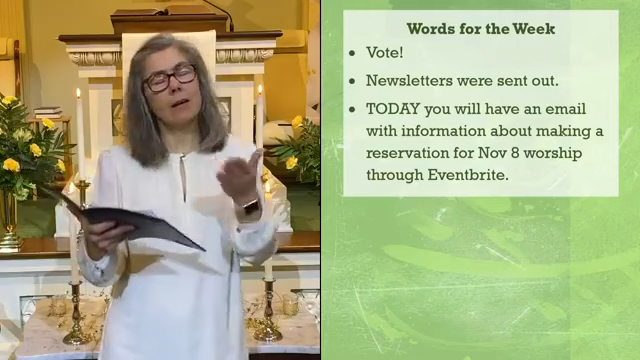 Words for the Week
• Vote!
• Newsletters were sent out.
• TODAY you will have an email
with information about making a
reservation for Nov 8 worship
through Eventbrite.